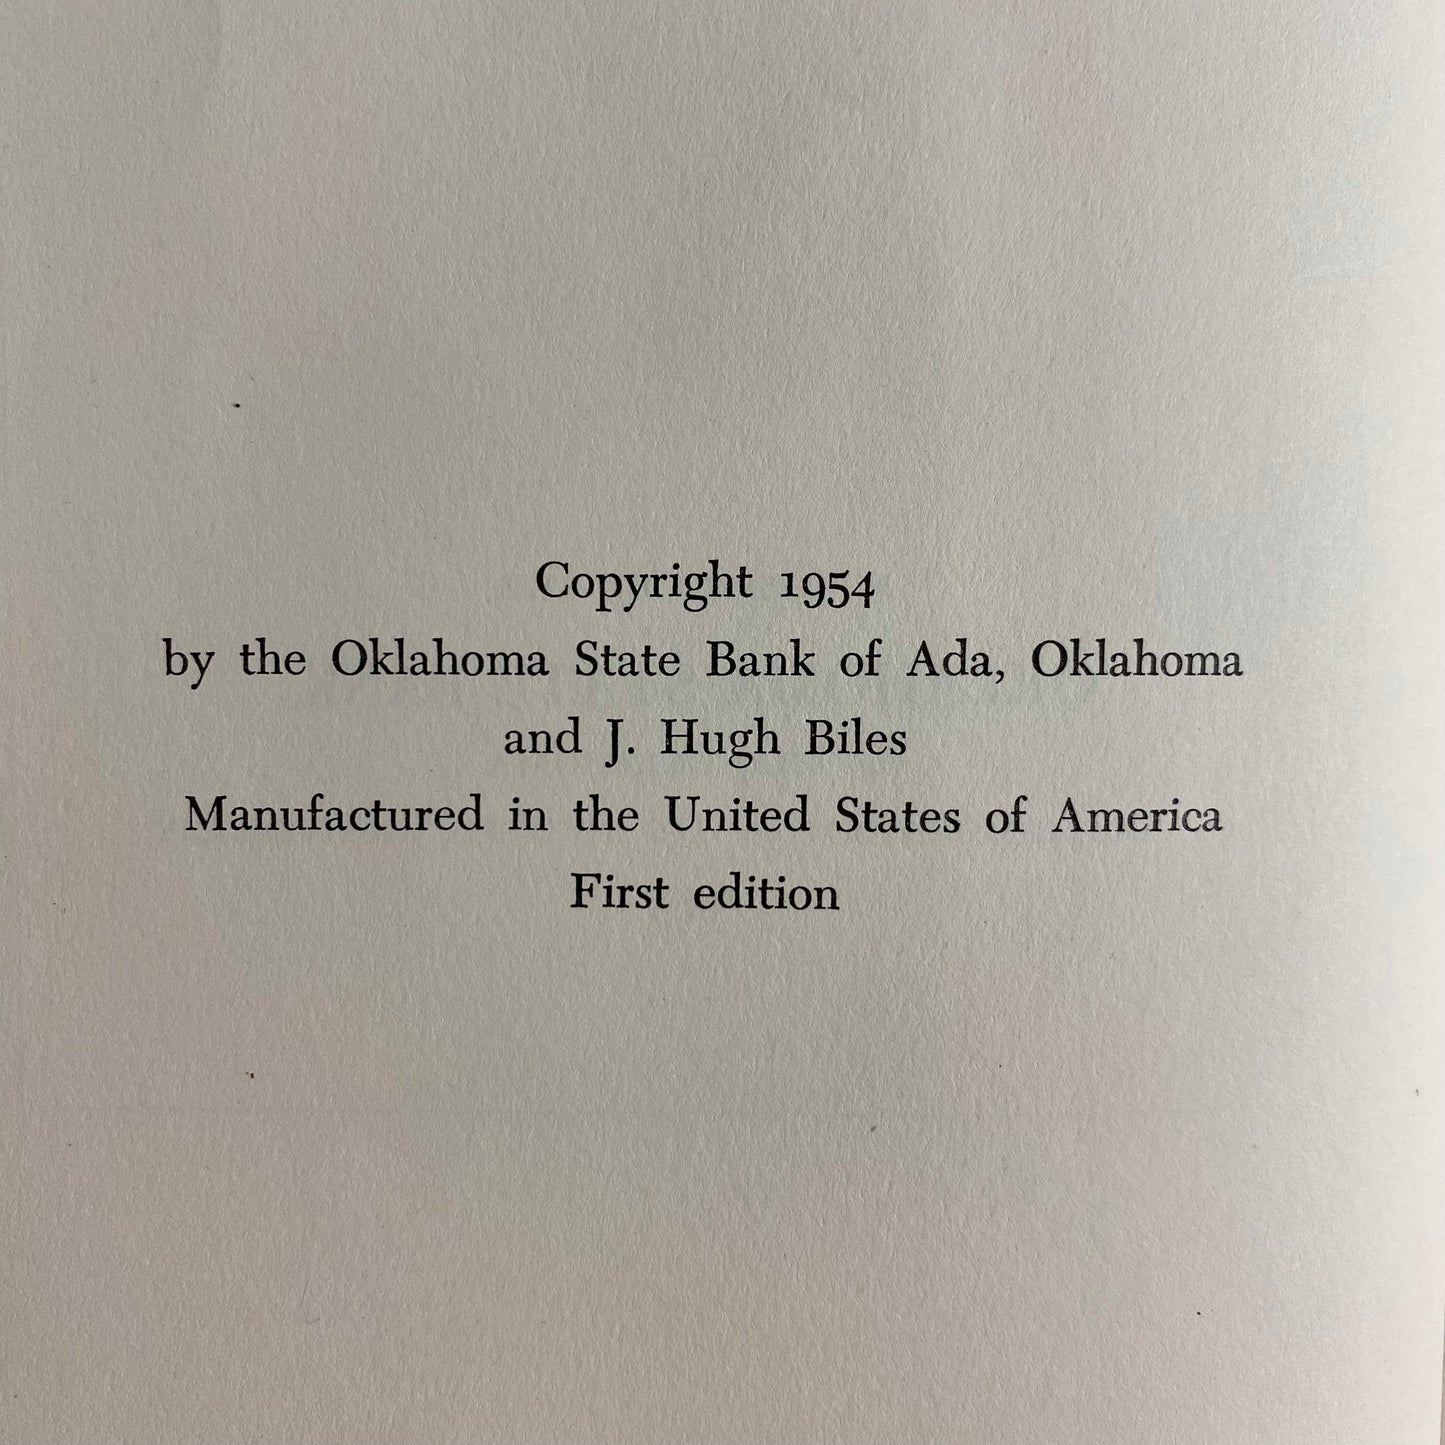 Copyright 1954
by the Oklahoma State Bank of Ada, Oklahoma
and J. Hugh Biles
Manufactured in the United States of America
First edition